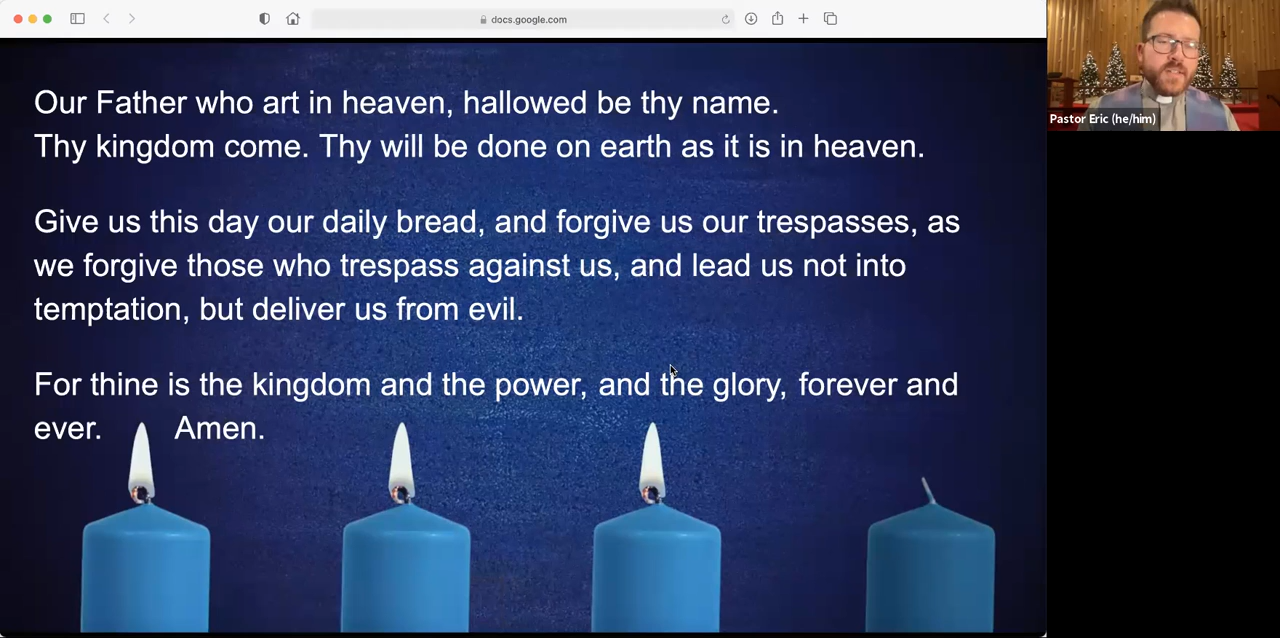 docs.google.com
Our Father who art in heaven, hallowed be thy name.
Thy kingdom come. Thy will be done on earth as it is in heaven.
Give us this day our daily bread, and forgive us our trespasses, as
we forgive those who trespass against us, and lead us not into
temptation, but deliver us from evil.
For thine is the kingdom and the power, and the glory, forever and
ever. Amen.
Pastor Eric (he/him)